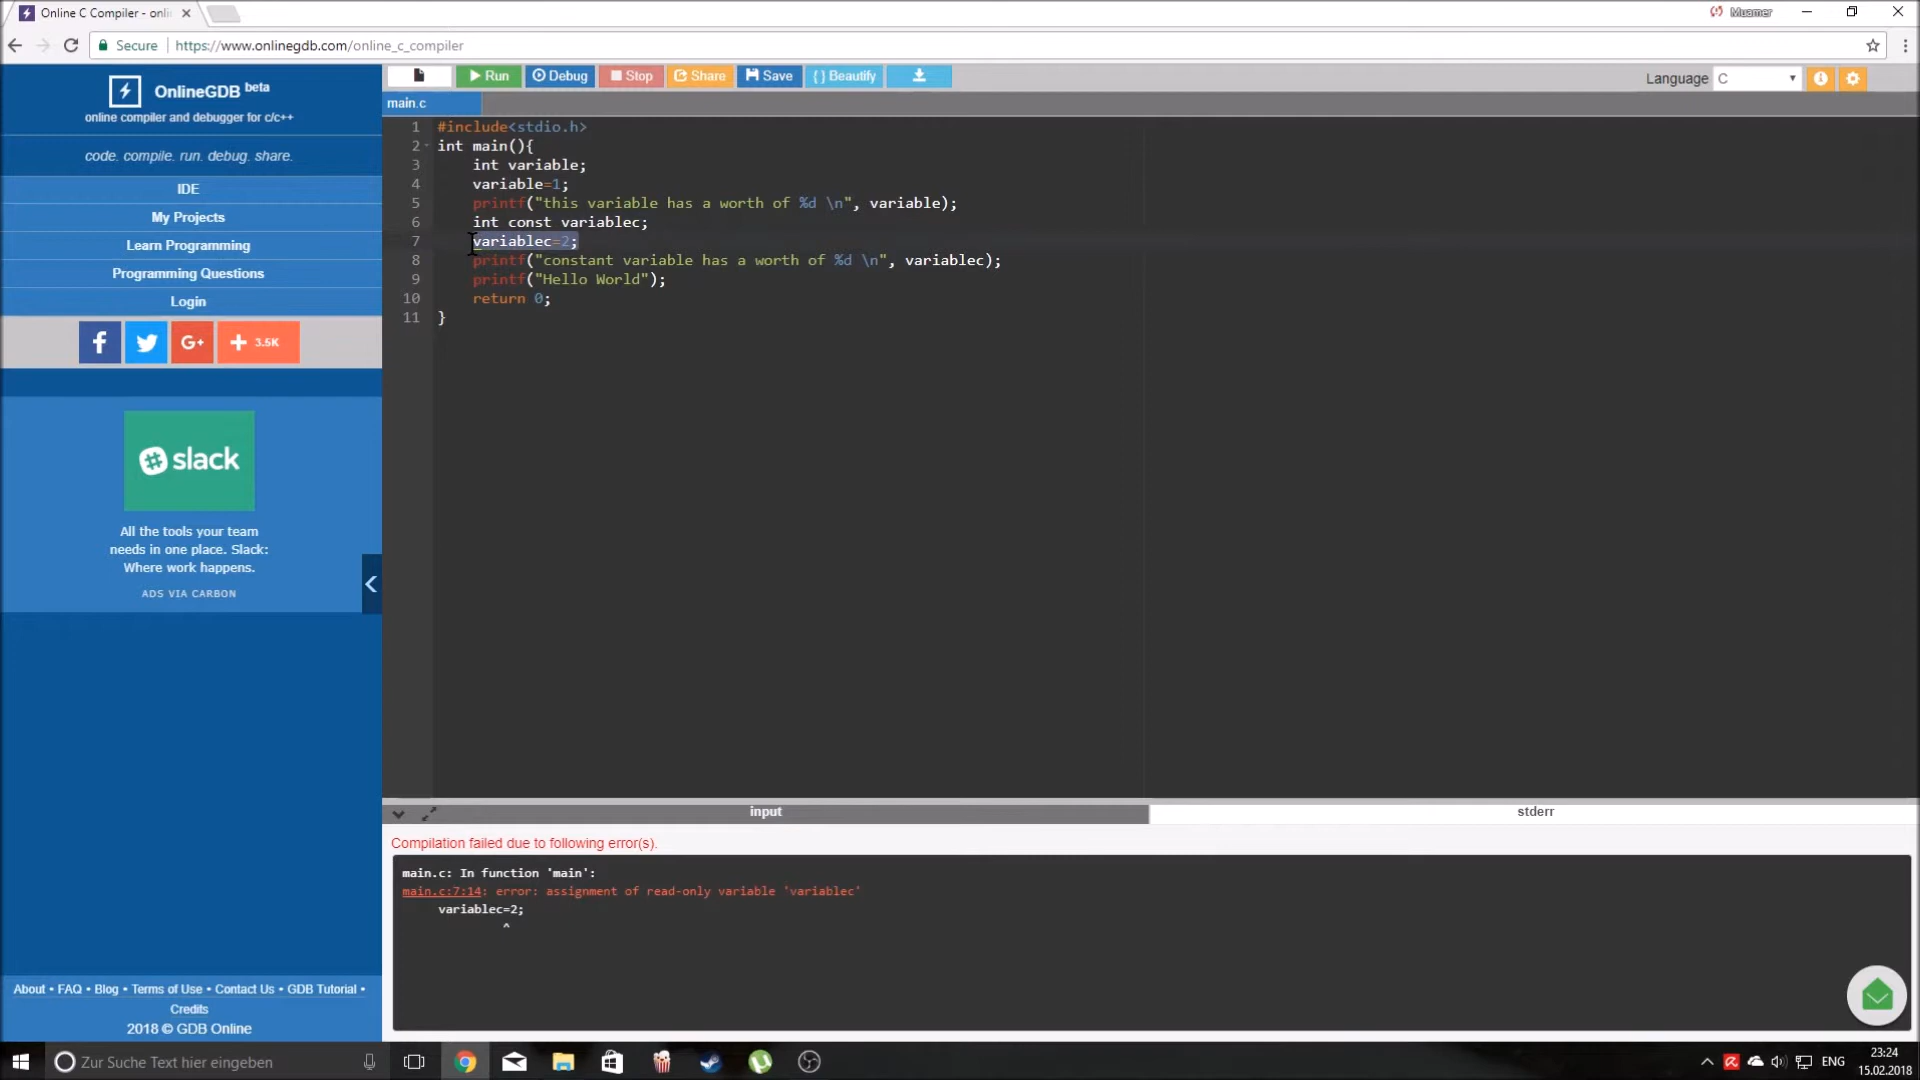 Online C Compiler - onli
Muamer
Secure
https://www.onlinegdb.com/online_c_compiler
OnlineGDB beta
online compiler and debugger for c/c++
code. compile. run. debug. share.
IDE
My Projects
Learn Programming
Programming Questions
Login
3.5K
slack
All the tools your team
needs in one place. Slack:
Where work happens.
ADS VIA CARBON
About • FAQ • Blog • Terms of Use • Contact Us • GDB Tutorial •
Credits
2018 © GDB Online
Run Debug Stop Share Save { } Beautify
Language C
main.c
1 #include<stdio.h>
2 int main(){
3 int variable;
4 variable=1;
5 printf("this variable has a worth of %d \n", variable);
6 int const variablec;
7 variablec=2;
8 printf("constant variable has a worth of %d \n", variablec);
9 printf("Hello World");
10 return 0;
11 }
input
stderr
Compilation failed due to following error(s).
main.c: In function 'main':
main.c:7:14: error: assignment of read-only variable 'variablec'
variablec=2;
^
Zur Suche Text hier eingeben
ENG
23:24
15.02.2018